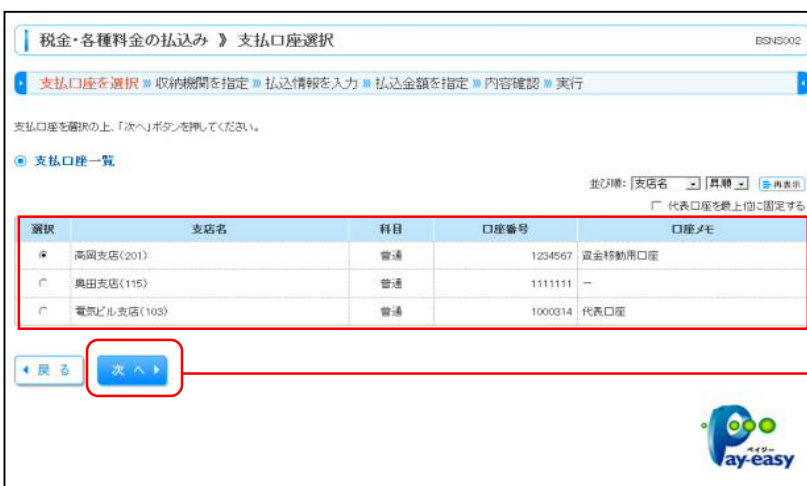 税金・各種料金の払込み 》 支払口座選択
BSNS002
支払口座を選択 》 収納機関を指定 》 払込情報を入力 》 払込金額を指定 》 内容確認 》 実行
支払口座を選択の上、「次へ」ボタンを押してください。
支払口座一覧
並び順: 支店名 昇順 再表示
代表口座を最上位に固定する
選択 支店名 科目 口座番号 口座メモ
高岡支店(201) 普通 1234567 資金移動用口座
奥田支店(115) 普通 1111111 －
電気ビル支店(103) 普通 1000314 代表口座
戻る 次へ
ペイジー
Pay-easy